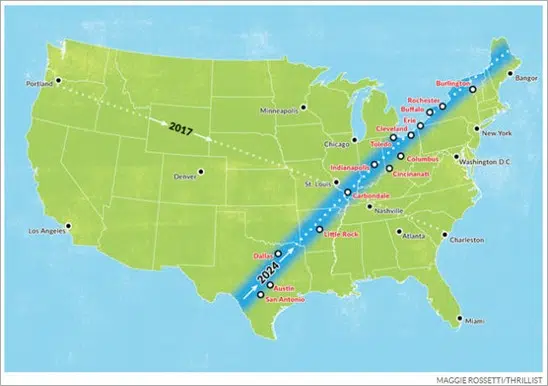 Portland
Burlington
Bangor
Rochester
Minneapolis
Buffalo
Erie
2017
Cleveland
New York
Chicago
Toledo
Columbus
Washington D.C.
Indianapolis
Cincinanati
Denver
St. Louis
Carbondale
Nashville
Los Angeles
Little Rock
Atlanta
Charleston
Dallas
2024
Austin
San Antonio
Miami
MAGGIE ROSSETTI/THRILLIST